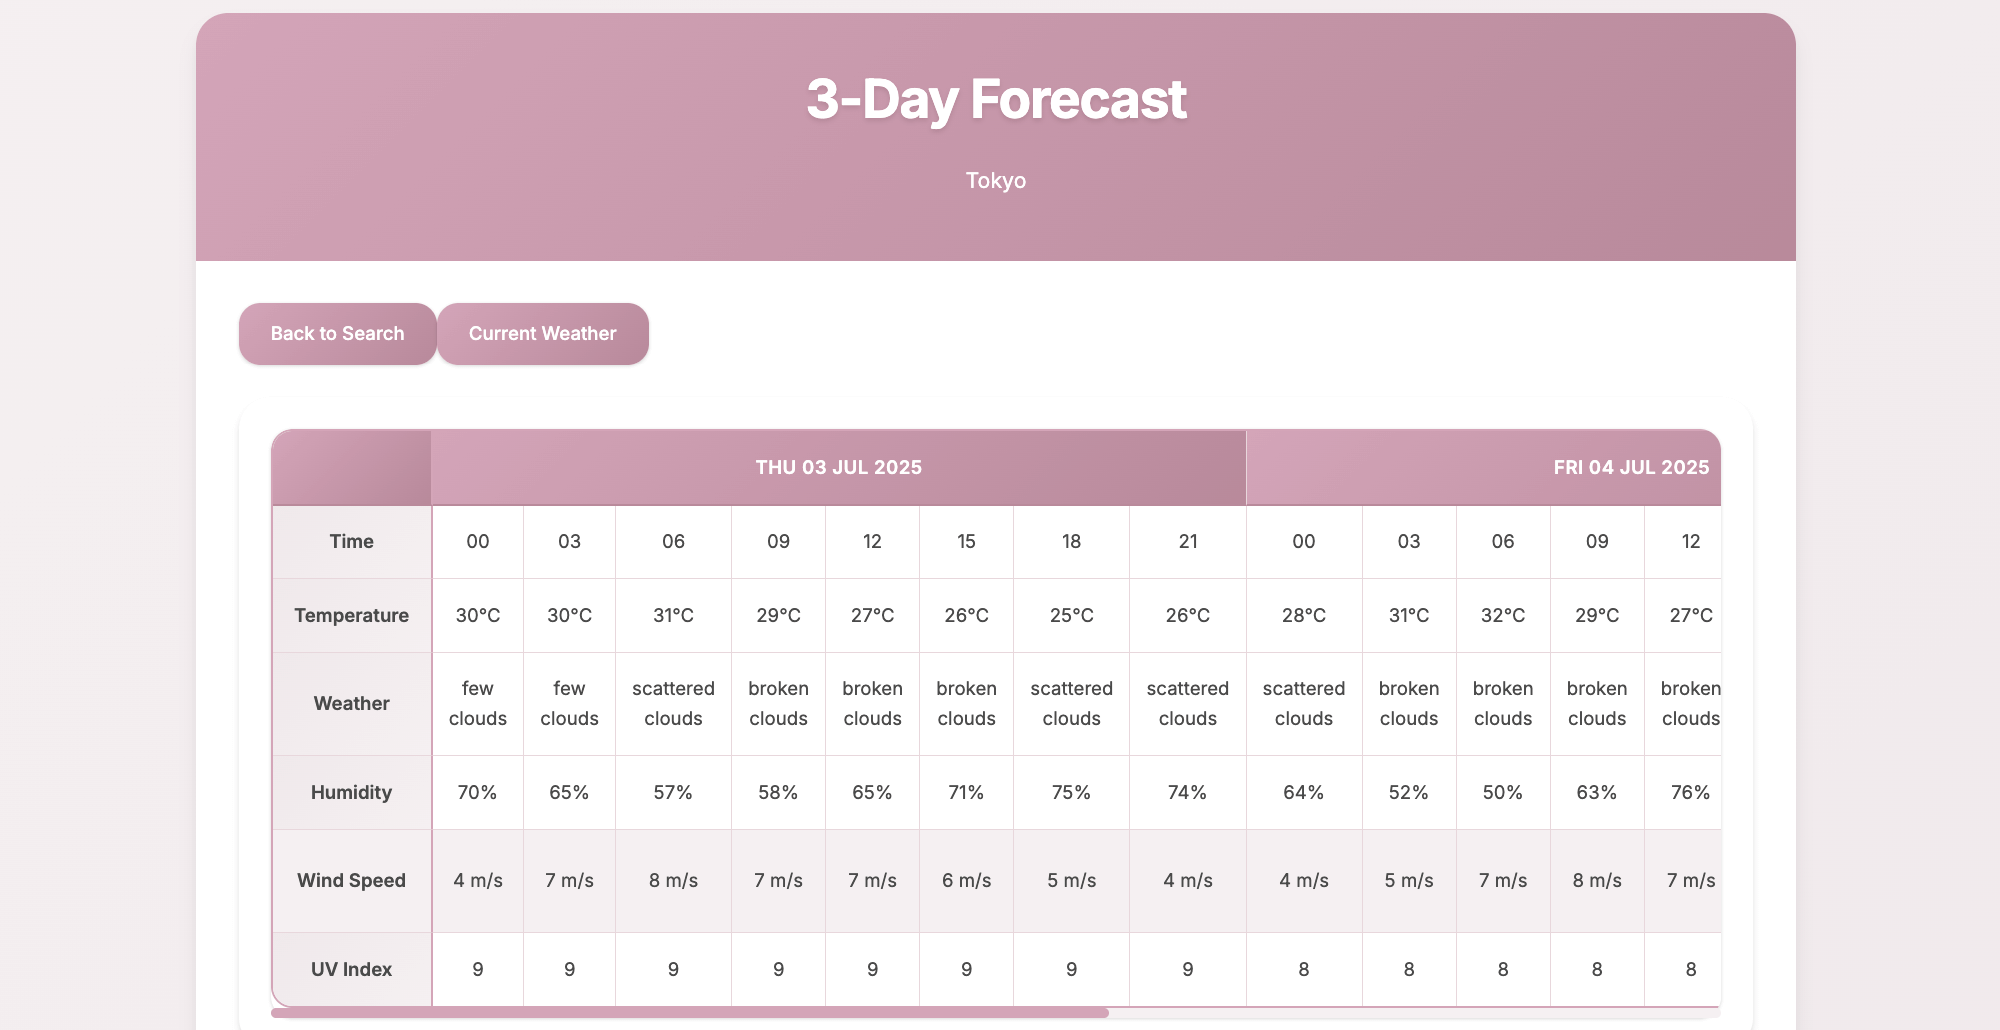 3-Day Forecast
Tokyo
Back to Search Current Weather
THU 03 JUL 2025 FRI 04 JUL 2025
Time 00 03 06 09 12 15 18 21 00 03 06 09 12
Temperature 30°C 30°C 31°C 29°C 27°C 26°C 25°C 26°C 28°C 31°C 32°C 29°C 27°C
Weather few clouds few clouds scattered clouds broken clouds broken clouds broken clouds scattered clouds scattered clouds scattered clouds broken clouds broken clouds broken clouds broken clouds
Humidity 70% 65% 57% 58% 65% 71% 75% 74% 64% 52% 50% 63% 76%
Wind Speed 4 m/s 7 m/s 8 m/s 7 m/s 7 m/s 6 m/s 5 m/s 4 m/s 4 m/s 5 m/s 7 m/s 8 m/s 7 m/s
UV Index 9 9 9 9 9 9 9 9 8 8 8 8 8